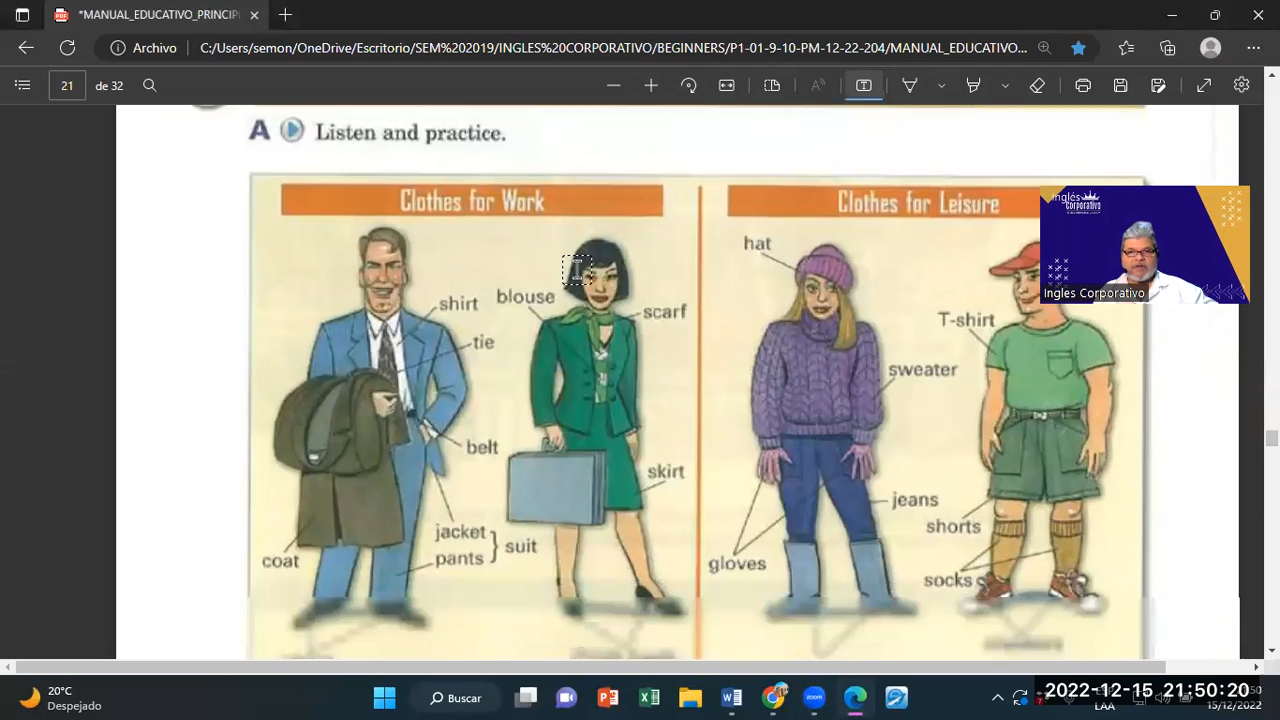 *MANUAL_EDUCATIVO_PRINCIPI
Archivo
C:/Users/semon/OneDrive/Escritorio/SEM%202019/INGLES%20CORPORATIVO/BEGINNERS/P1-01-9-10-PM-12-22-204/MANUAL_EDUCATIVO...
21 de 32
A Listen and practice.
Clothes for Work
Clothes for Leisure
shirt
tie
belt
jacket
pants
suit
coat
blouse
scarf
skirt
hat
sweater
jeans
gloves
T-shirt
shorts
socks
Inglés
Corporativo
Ingles Corporativo
20°C
Despejado
Buscar
zoom
LAA
2022-12-15 21:50:20
15/12/2022